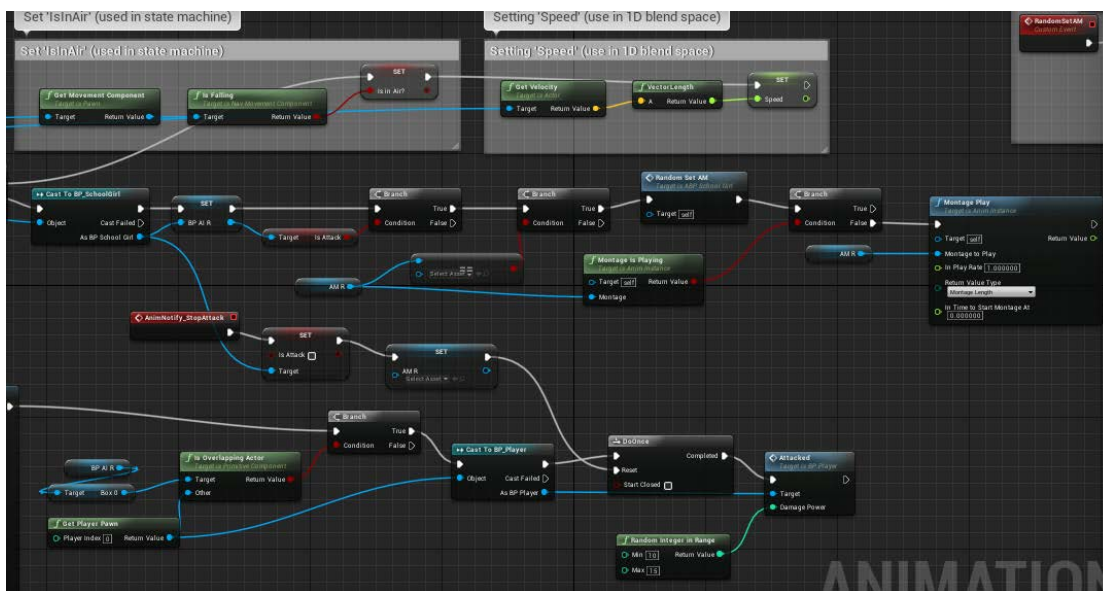 Set 'IsInAir' (used in state machine)
Setting 'Speed' (use in 1D blend space)
RandomSetAM
Custom Event
Set 'IsInAir' (used in state machine)
Setting 'Speed' (use in 1D blend space)
SET
Is in Air?
Get Movement Component
Target is Pawn
Target Return Value
Is Falling
Target is Nav Movement Component
Target Return Value
Get Velocity
Target is Actor
Target Return Value
VectorLength
A Return Value
SET
Speed
Cast To BP_SchoolGirl
Object Cast Failed
As BP School Girl
SET
BP AI R
Target Is Attack
Branch
True
Condition False
Branch
True
Condition False
Random Set AM
Target is ABP School Girl
Target self
Branch
True
Condition False
Montage Play
Target is Anim Instance
Target self Return Value
Montage to Play
In Play Rate 1.000000
Return Value Type
Montage Length
In Time to Start Montage At
0.000000
AM R
AM R
==
Montage Is Playing
Target is Anim Instance
Target self Return Value
Montage
AnimNotify_StopAttack
SET
Is Attack
Target
SET
AM R
Select Asset
Branch
True
Condition False
BP AI R
Target Box 0
Is Overlapping Actor
Target is Primitive Component
Target Return Value
Other
Get Player Pawn
Player Index 0 Return Value
Cast To BP_Player
Object Cast Failed
As BP Player
DoOnce
Completed
Reset
Start Closed
Attacked
Target is BP Player
Target
Damage Power
Random Integer in Range
Min 10 Return Value
Max 15
ANIMATION